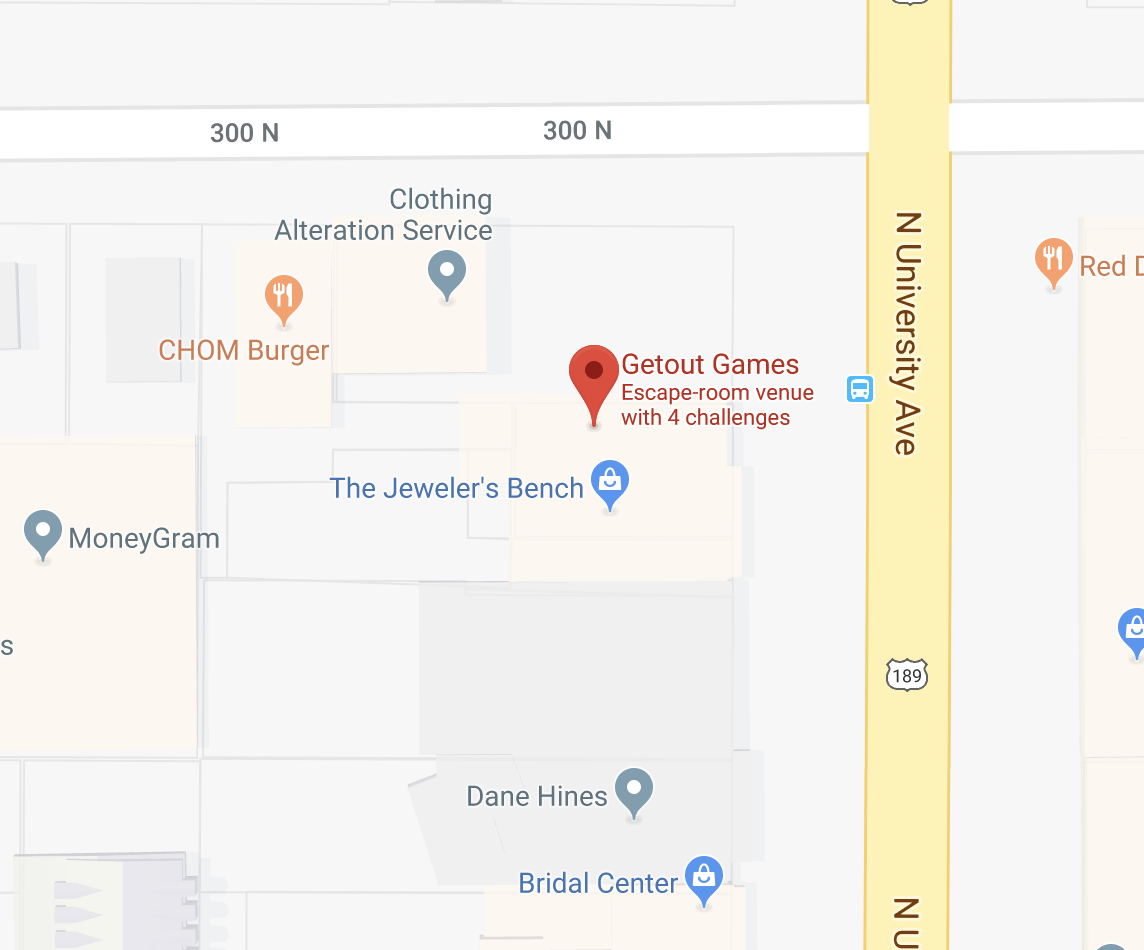 300 N
300 N
Clothing
Alteration Service
N University Ave
Red D
CHOM Burger
Getout Games
Escape-room venue
with 4 challenges
The Jeweler's Bench
MoneyGram
s
189
Dane Hines
Bridal Center
N U